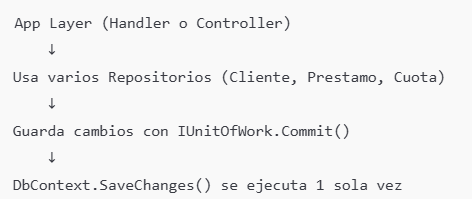 App Layer (Handler o Controller)
↓
Usa varios Repositorios (Cliente, Prestamo, Cuota)
↓
Guarda cambios con IUnitOfWork.Commit()
↓
DbContext.SaveChanges() se ejecuta 1 sola vez